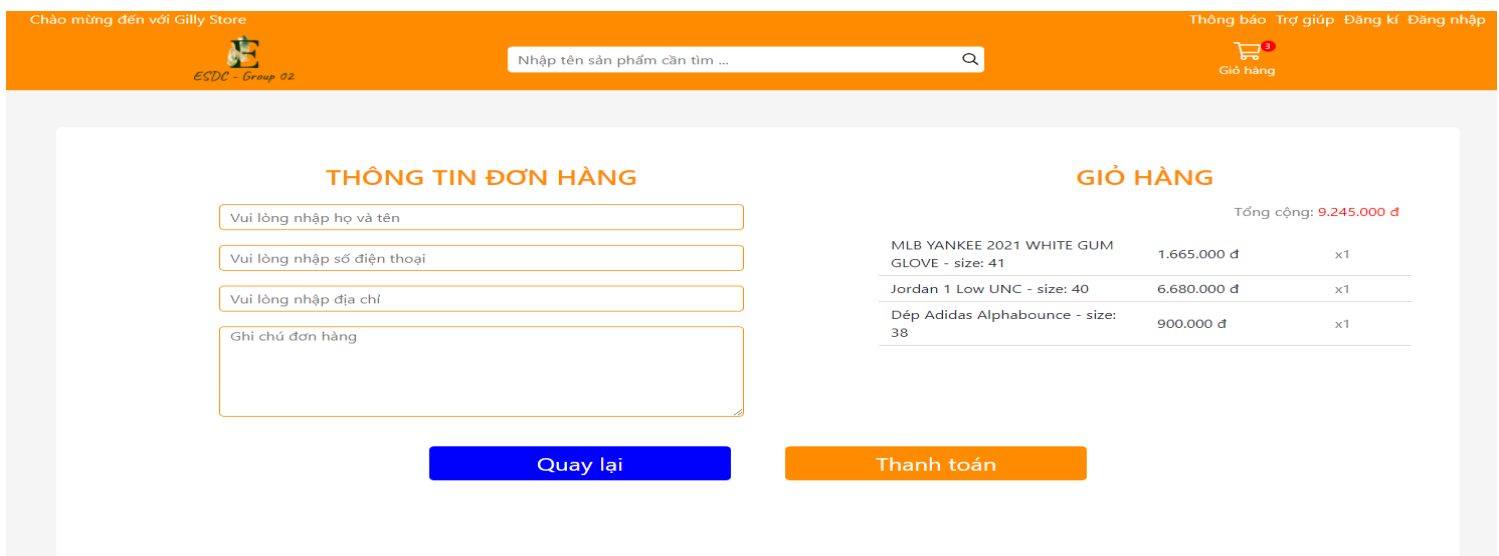 Chào mừng đến với Gilly Store
Thông báo Trợ giúp Đăng kí Đăng nhập
E
ESDC - Group 02
Nhập tên sản phẩm cần tìm ...
3
Giỏ hàng
THÔNG TIN ĐƠN HÀNG
Vui lòng nhập họ và tên
Vui lòng nhập số điện thoại
Vui lòng nhập địa chỉ
Ghi chú đơn hàng
GIỎ HÀNG
Tổng cộng: 9.245.000 đ
MLB YANKEE 2021 WHITE GUM
GLOVE - size: 41
1.665.000 đ
x1
Jordan 1 Low UNC - size: 40
6.680.000 đ
x1
Dép Adidas Alphabounce - size:
38
900.000 đ
x1
Quay lại
Thanh toán